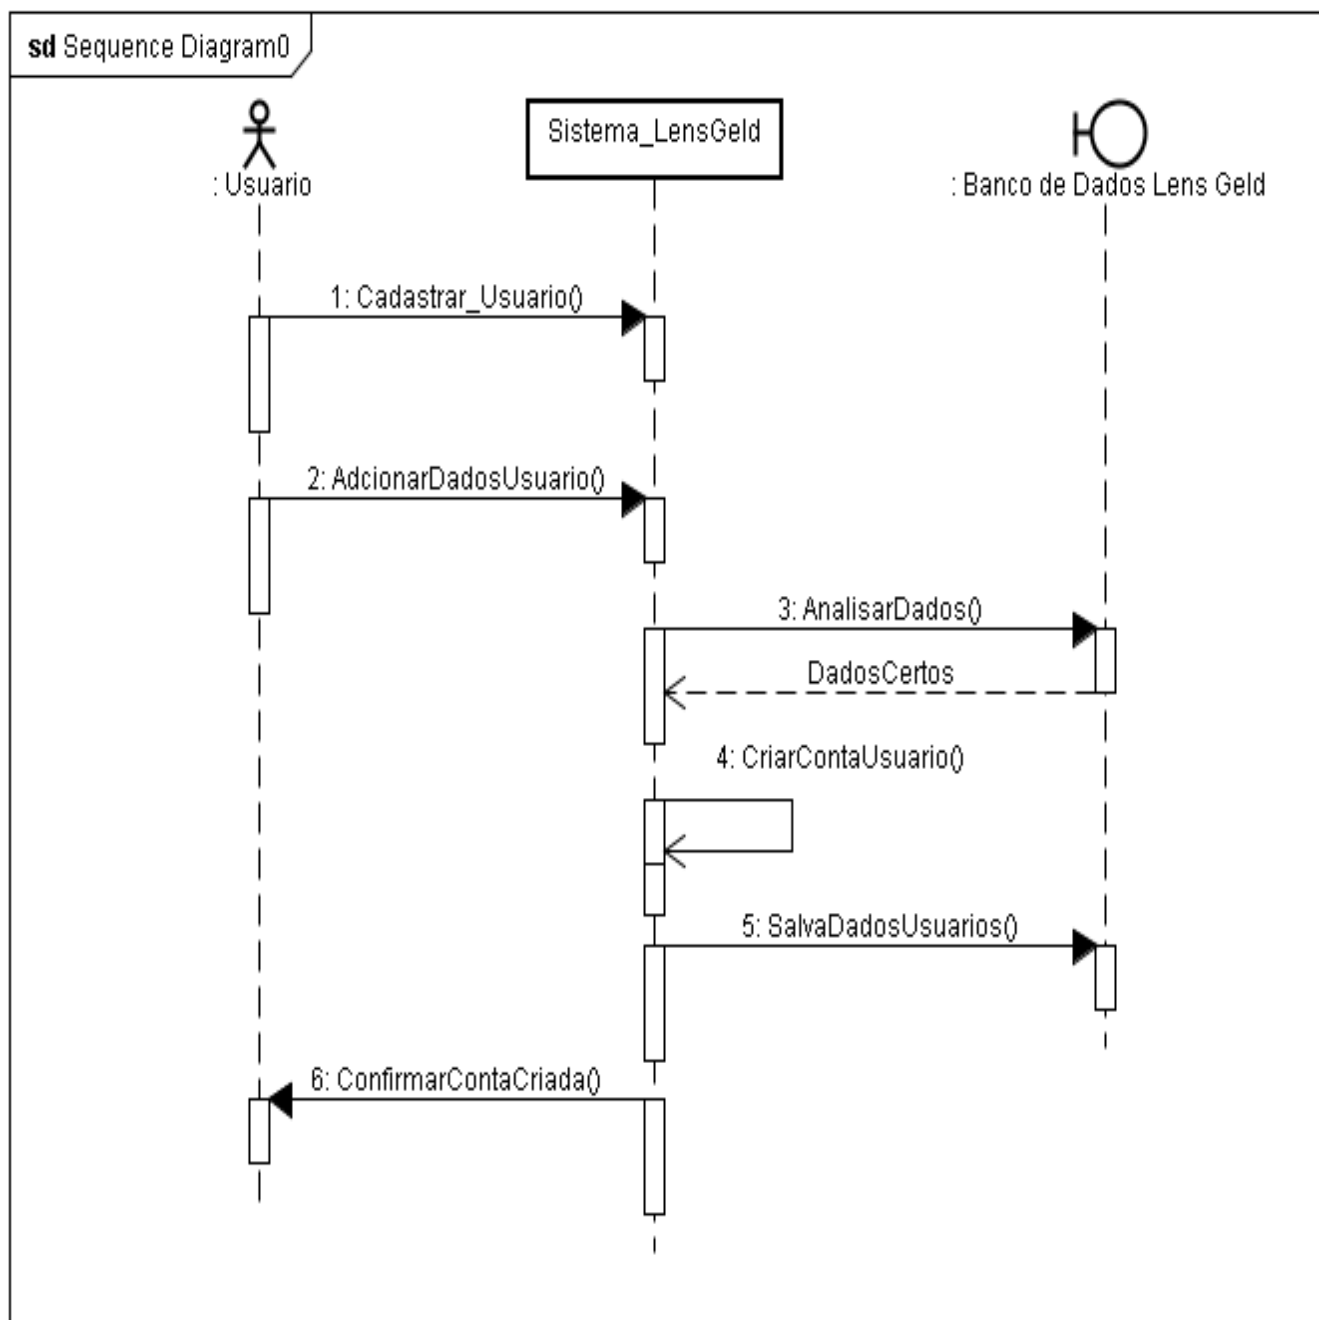 sd Sequence Diagram0
: Usuario
Sistema_LensGeld
: Banco de Dados Lens Geld
1: Cadastrar_Usuario()
2: AdcionarDadosUsuario()
3: AnalisarDados()
DadosCertos
4: CriarContaUsuario()
5: SalvaDadosUsuarios()
6: ConfirmarContaCriada()